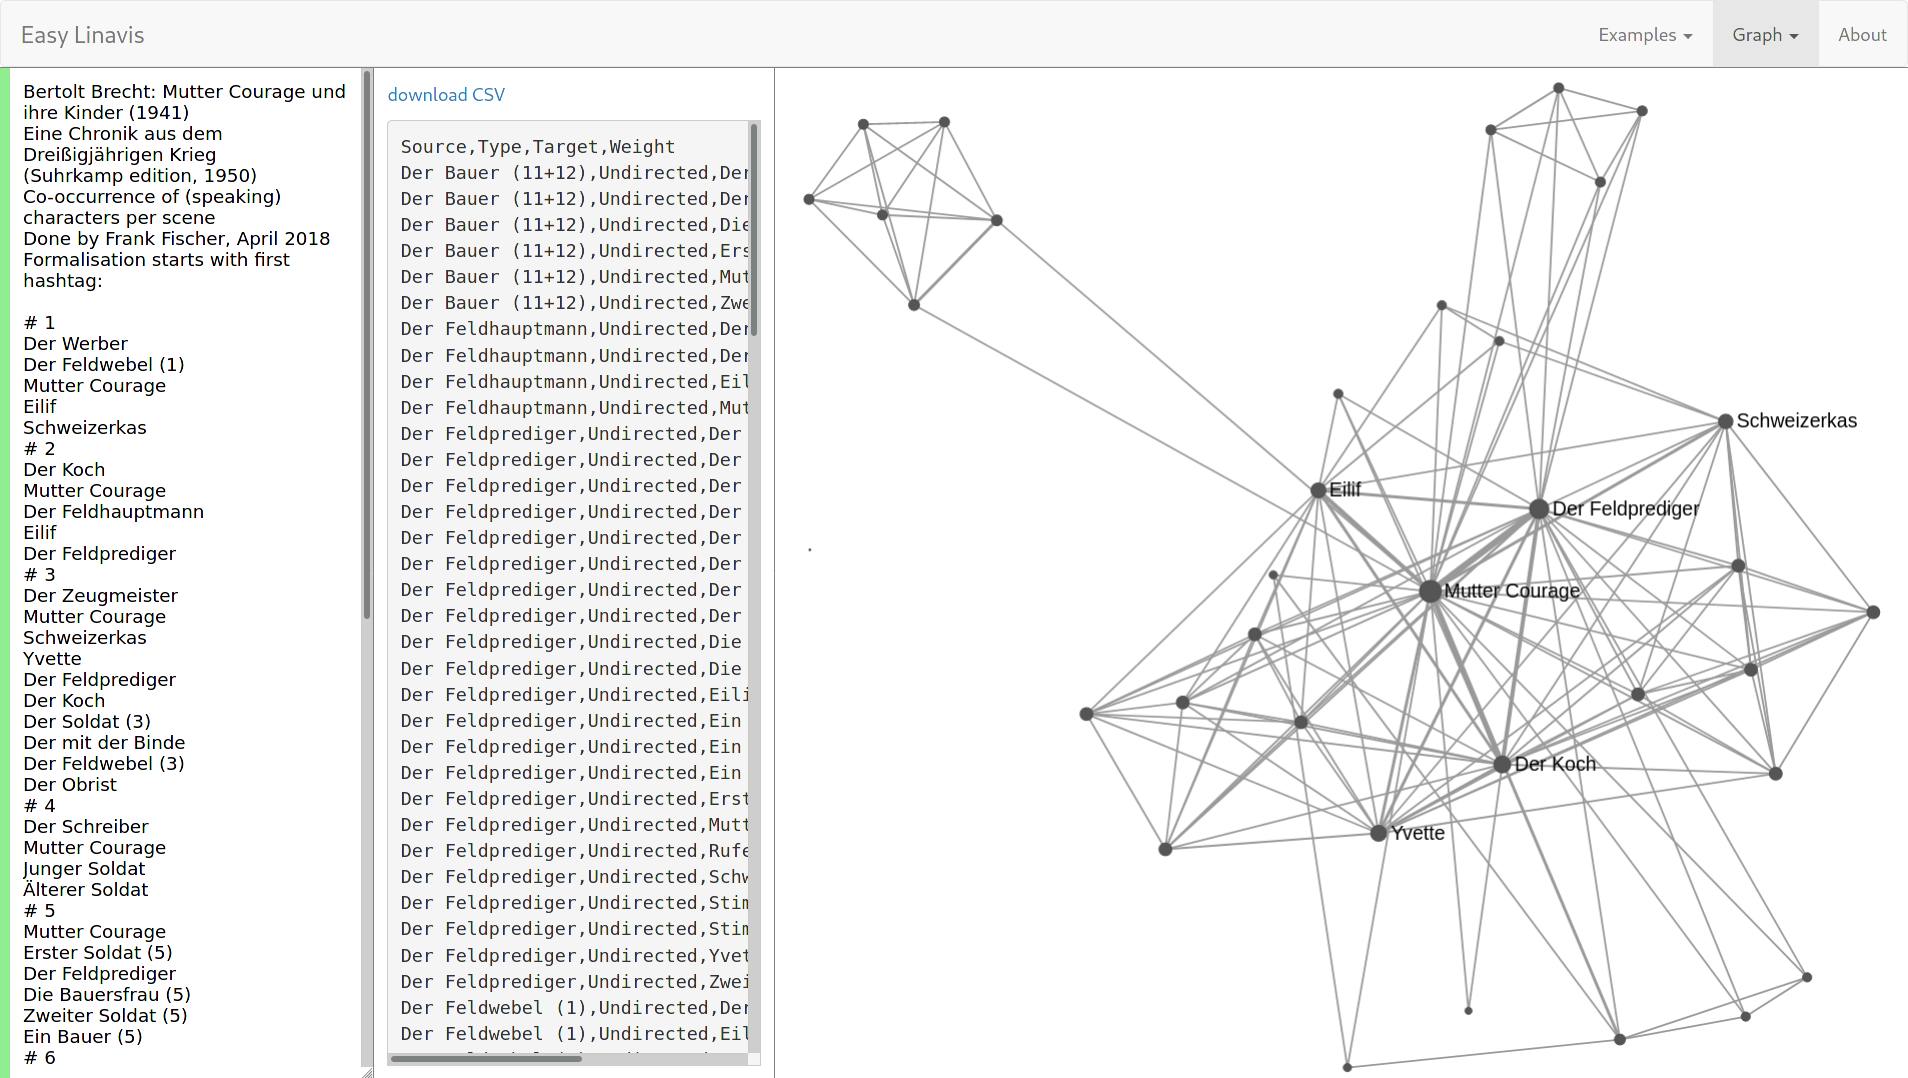 Easy Linavis
Examples
Graph
About
Bertolt Brecht: Mutter Courage und
ihre Kinder (1941)
Eine Chronik aus dem
Dreißigjährigen Krieg
(Suhrkamp edition, 1950)
Co-occurrence of (speaking)
characters per scene
Done by Frank Fischer, April 2018
Formalisation starts with first
hashtag:
# 1
Der Werber
Der Feldwebel (1)
Mutter Courage
Eilif
Schweizerkas
# 2
Der Koch
Mutter Courage
Der Feldhauptmann
Eilif
Der Feldprediger
# 3
Der Zeugmeister
Mutter Courage
Schweizerkas
Yvette
Der Feldprediger
Der Koch
Der Soldat (3)
Der mit der Binde
Der Feldwebel (3)
Der Obrist
# 4
Der Schreiber
Mutter Courage
Junger Soldat
Älterer Soldat
# 5
Mutter Courage
Erster Soldat (5)
Der Feldprediger
Die Bauersfrau (5)
Zweiter Soldat (5)
Ein Bauer (5)
# 6
download CSV
Source,Type,Target,Weight
Der Bauer (11+12),Undirected,Der
Der Bauer (11+12),Undirected,Der
Der Bauer (11+12),Undirected,Die
Der Bauer (11+12),Undirected,Ers
Der Bauer (11+12),Undirected,Mut
Der Bauer (11+12),Undirected,Zwe
Der Feldhauptmann,Undirected,Der
Der Feldhauptmann,Undirected,Der
Der Feldhauptmann,Undirected,Eil
Der Feldhauptmann,Undirected,Mut
Der Feldprediger,Undirected,Der
Der Feldprediger,Undirected,Der
Der Feldprediger,Undirected,Der
Der Feldprediger,Undirected,Der
Der Feldprediger,Undirected,Der
Der Feldprediger,Undirected,Der
Der Feldprediger,Undirected,Der
Der Feldprediger,Undirected,Der
Der Feldprediger,Undirected,Die
Der Feldprediger,Undirected,Die
Der Feldprediger,Undirected,Eili
Der Feldprediger,Undirected,Ein
Der Feldprediger,Undirected,Ein
Der Feldprediger,Undirected,Ein
Der Feldprediger,Undirected,Erst
Der Feldprediger,Undirected,Mutt
Der Feldprediger,Undirected,Rufe
Der Feldprediger,Undirected,Schw
Der Feldprediger,Undirected,Stim
Der Feldprediger,Undirected,Stim
Der Feldprediger,Undirected,Yvet
Der Feldprediger,Undirected,Zwei
Der Feldwebel (1),Undirected,Der
Der Feldwebel (1),Undirected,Eil
Schweizerkas
Eilif
Der Feldprediger
Mutter Courage
Der Koch
Yvette